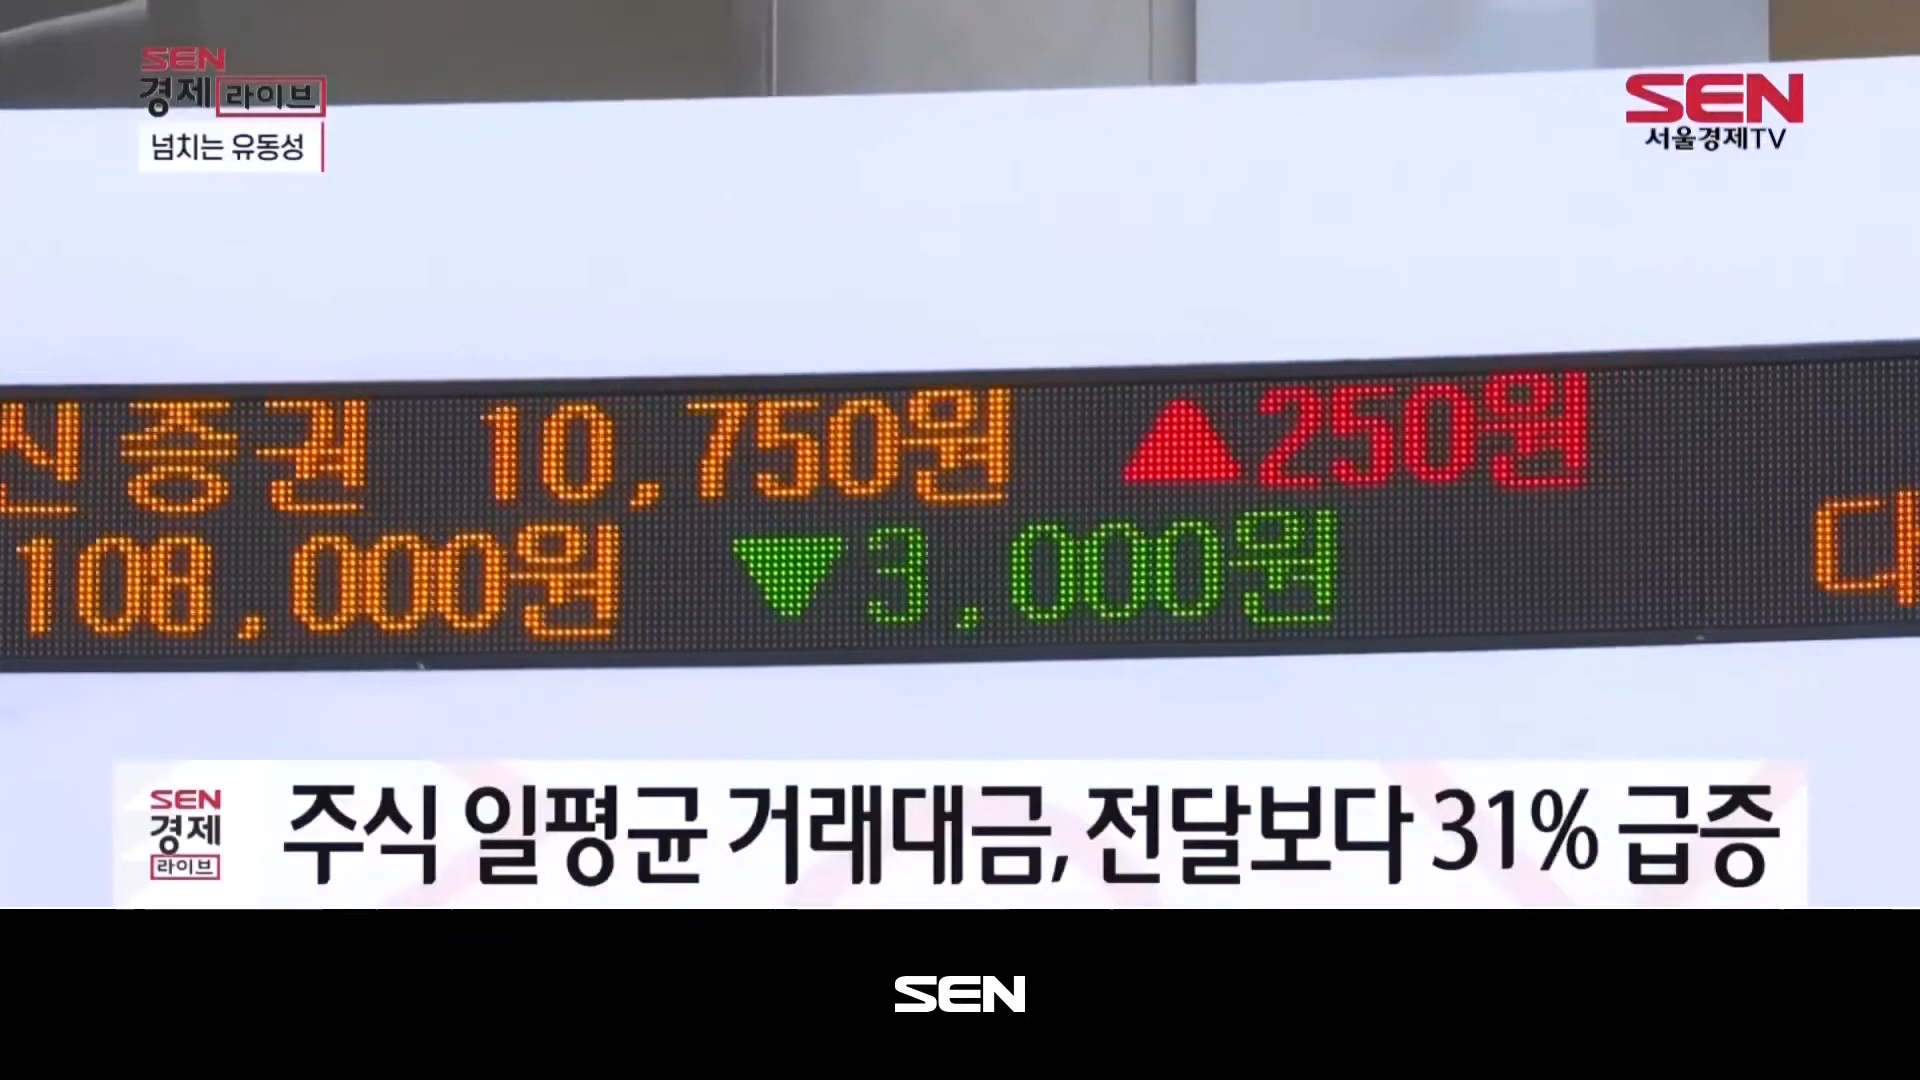 SEN
경제 라이브
넘치는 유동성
SEN
서울경제TV
신증권 10,750원 ▲250원
108,000원 ▼3,000원 대
SEN
경제
라이브
주식 일평균 거래대금, 전달보다 31% 급증
SEN